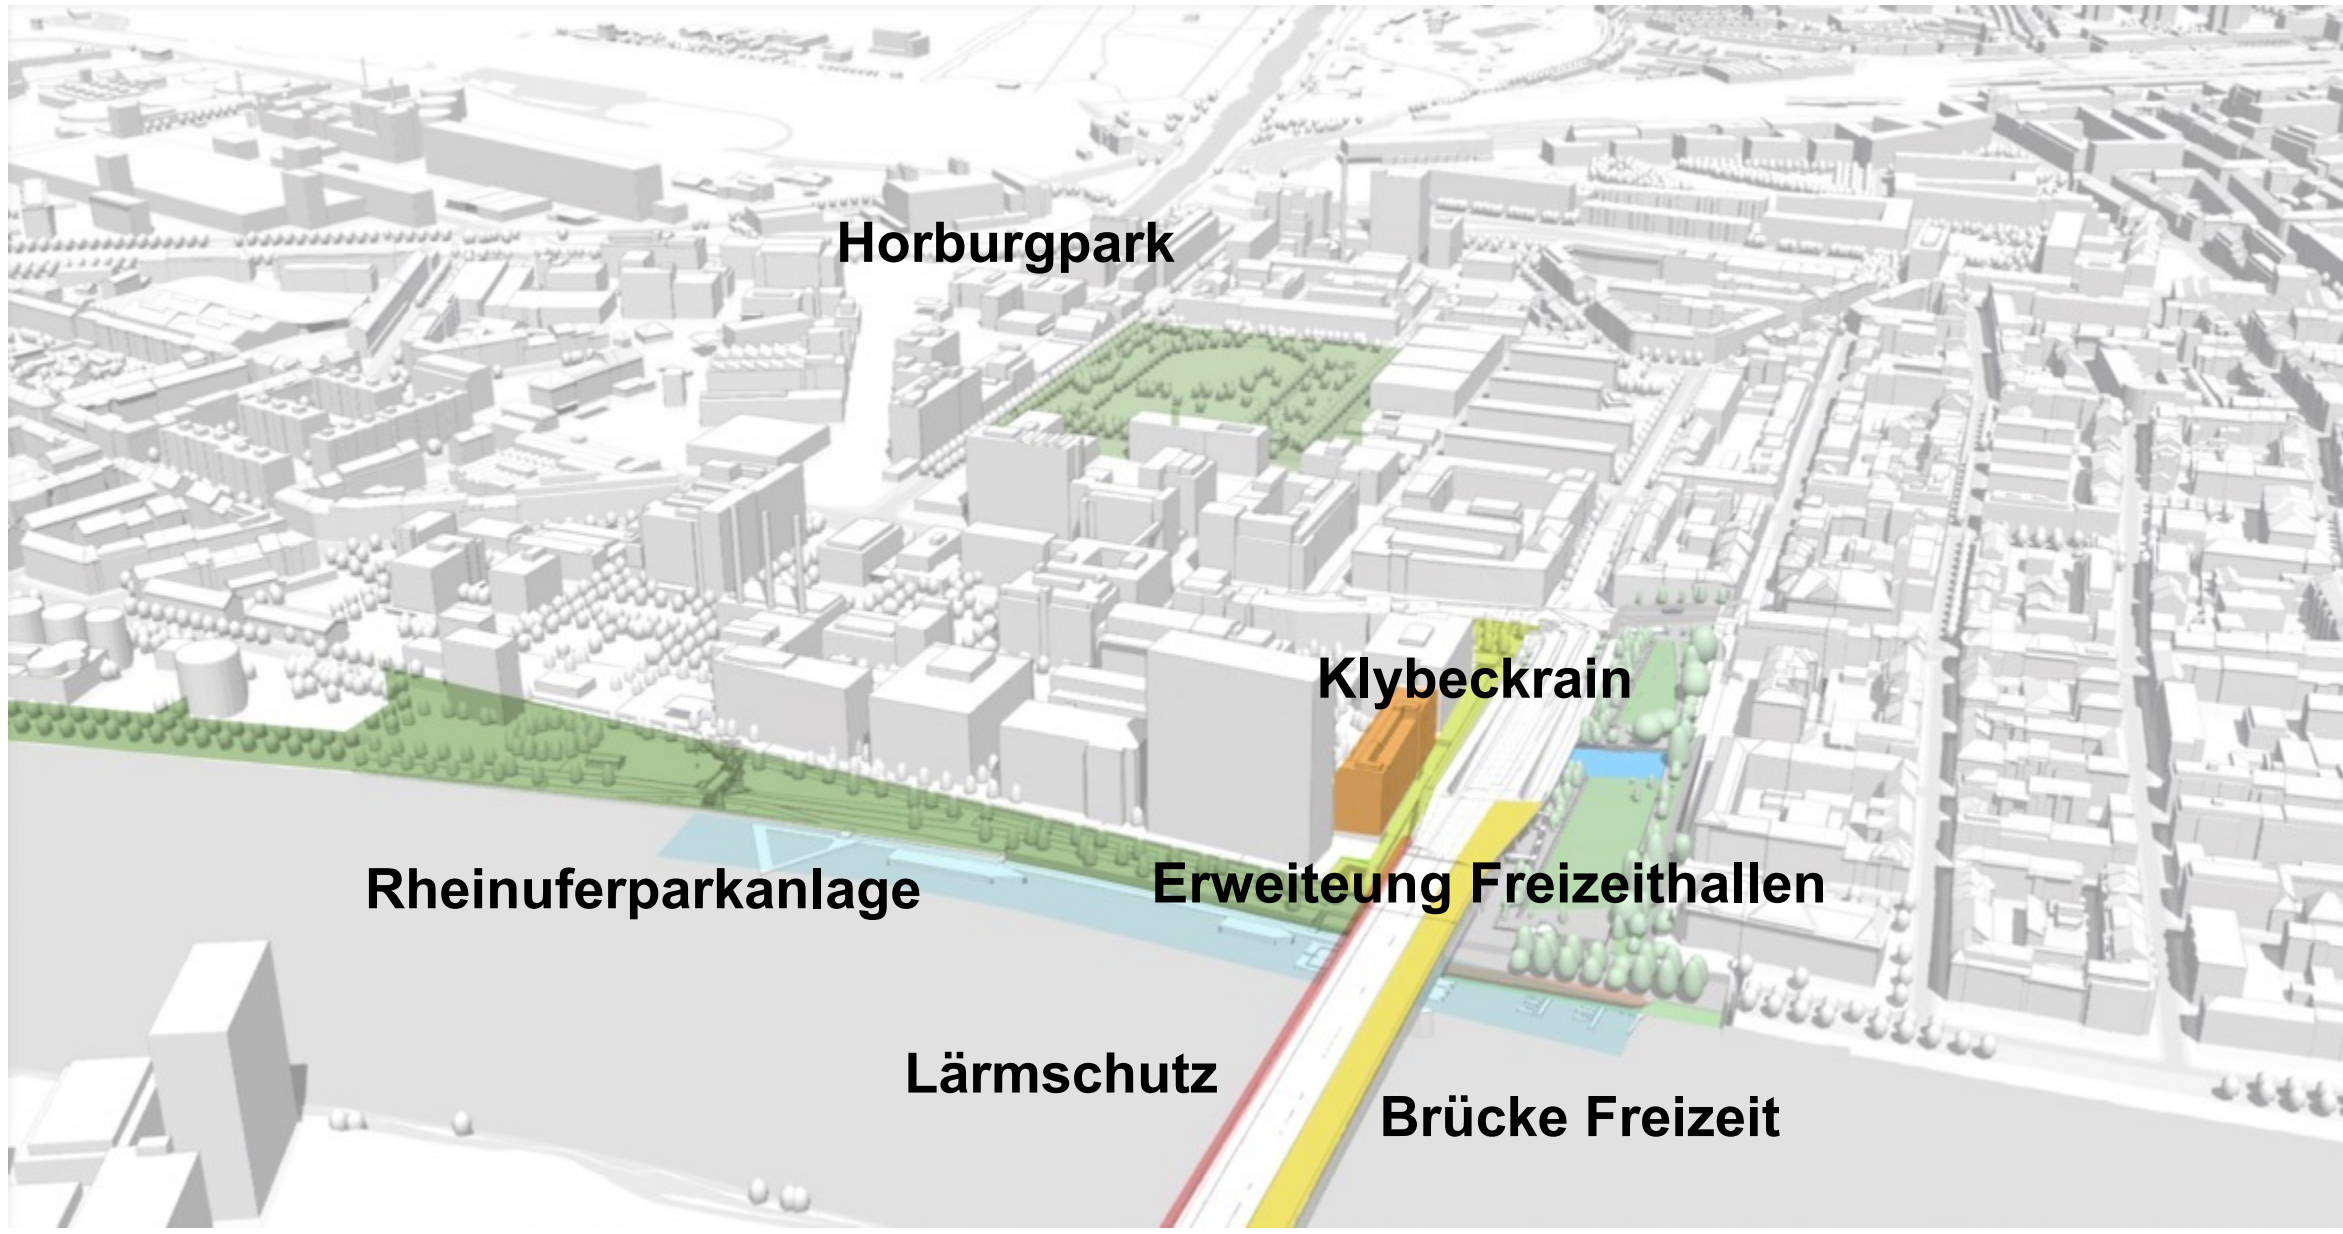 Horburgpark
Klybeckrain
Rheinuferparkanlage
Erweiteung Freizeithallen
Lärmschutz
Brücke Freizeit